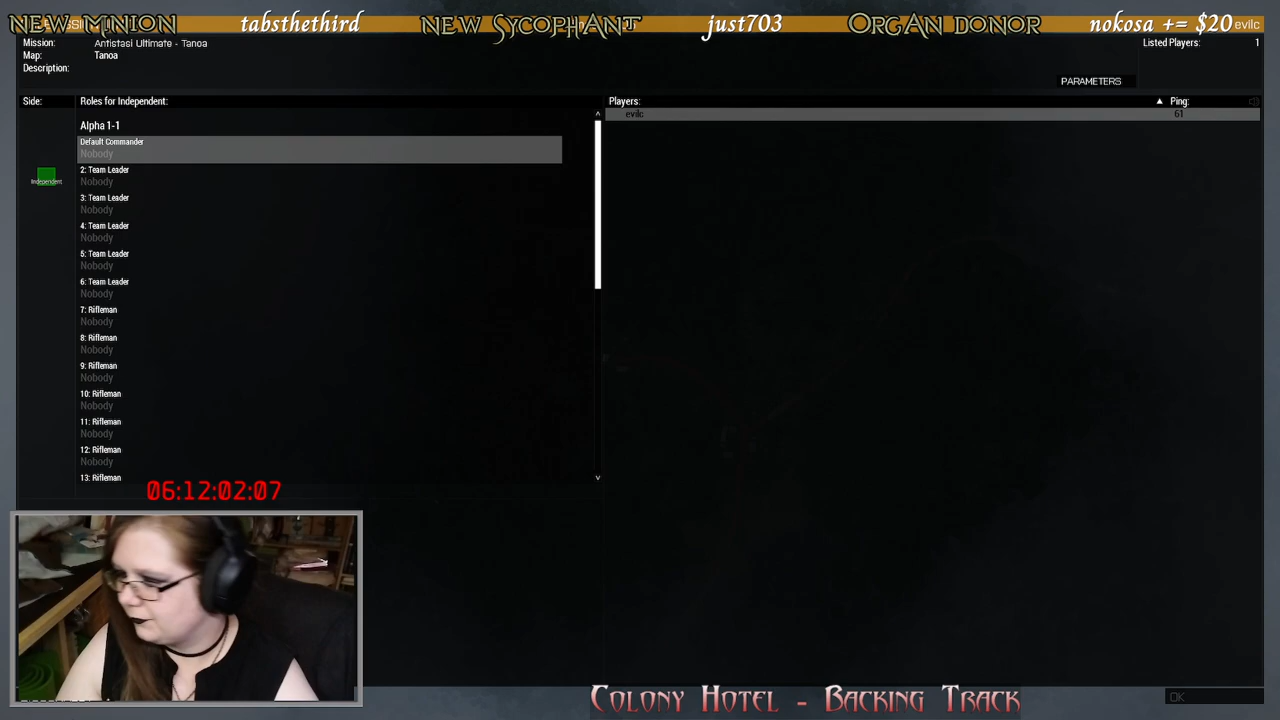 NEW MINION tabsthethird NEW SYCOPHANT just703 ORGAN DONOR nokosa += $20 evilc
Mission: Antistasi Ultimate - Tanoa
Map: Tanoa
Description:
Listed Players: 1
PARAMETERS
Side: Roles for Independent: Players: Ping:
evilc 61
Alpha 1-1
Default Commander
Nobody
Independent
2: Team Leader
Nobody
3: Team Leader
Nobody
4: Team Leader
Nobody
5: Team Leader
Nobody
6: Team Leader
Nobody
7: Rifleman
Nobody
8: Rifleman
Nobody
9: Rifleman
Nobody
10: Rifleman
Nobody
11: Rifleman
Nobody
12: Rifleman
Nobody
13: Rifleman
06:12:02:07
COLONY HOTEL - BACKING TRACK
OK